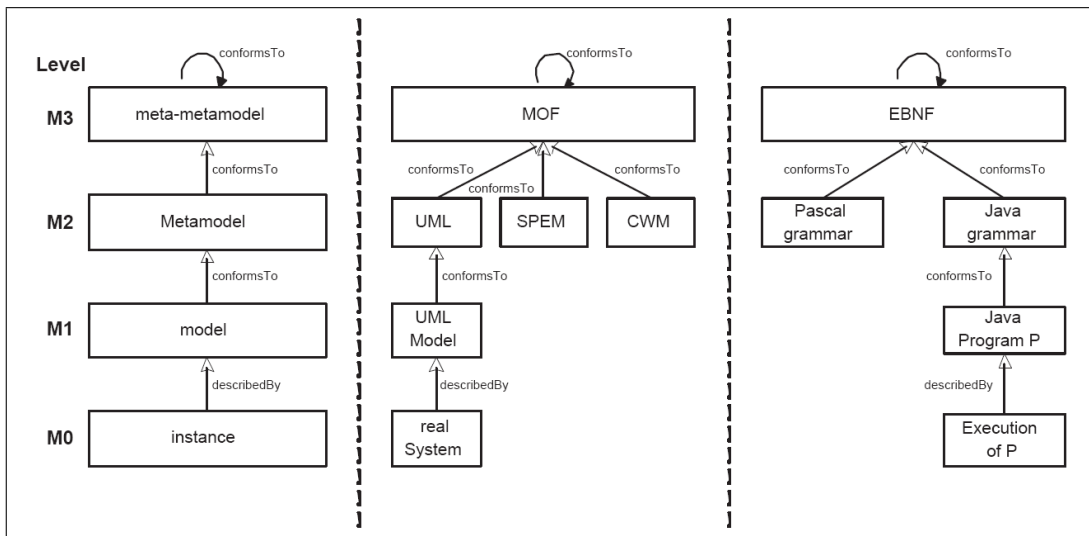 Level
conformsTo
M3
meta-metamodel
conformsTo
M2
Metamodel
conformsTo
M1
model
describedBy
M0
instance
conformsTo
MOF
conformsTo
conformsTo
conformsTo
UML
SPEM
CWM
conformsTo
UML
Model
describedBy
real
System
conformsTo
EBNF
conformsTo
conformsTo
Pascal
grammar
Java
grammar
conformsTo
Java
Program P
describedBy
Execution
of P